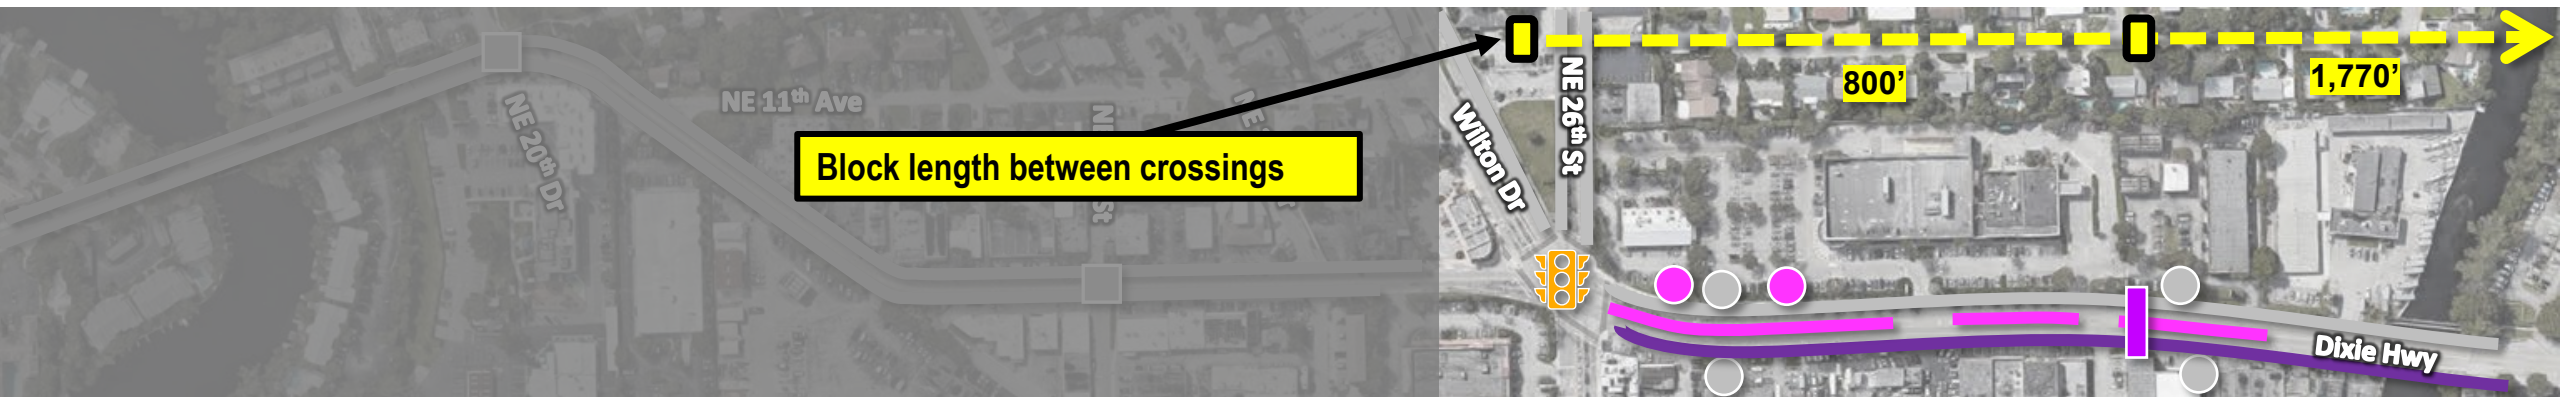 800’
1,770’
NE 11th Ave
NE 20th Dr
Block length between crossings
Wilton Dr
NE 26th St
Dixie Hwy